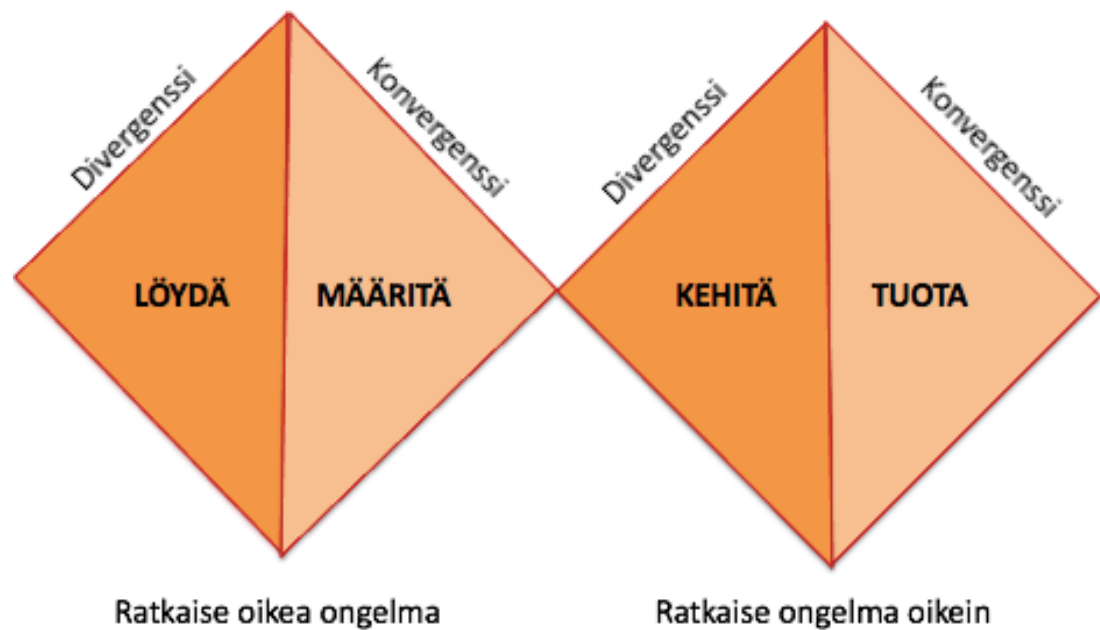 Divergenssi
Konvergenssi
LÖYDÄ
MÄÄRITÄ
Ratkaise oikea ongelma
Divergenssi
Konvergenssi
KEHITÄ
TUOTA
Ratkaise ongelma oikein